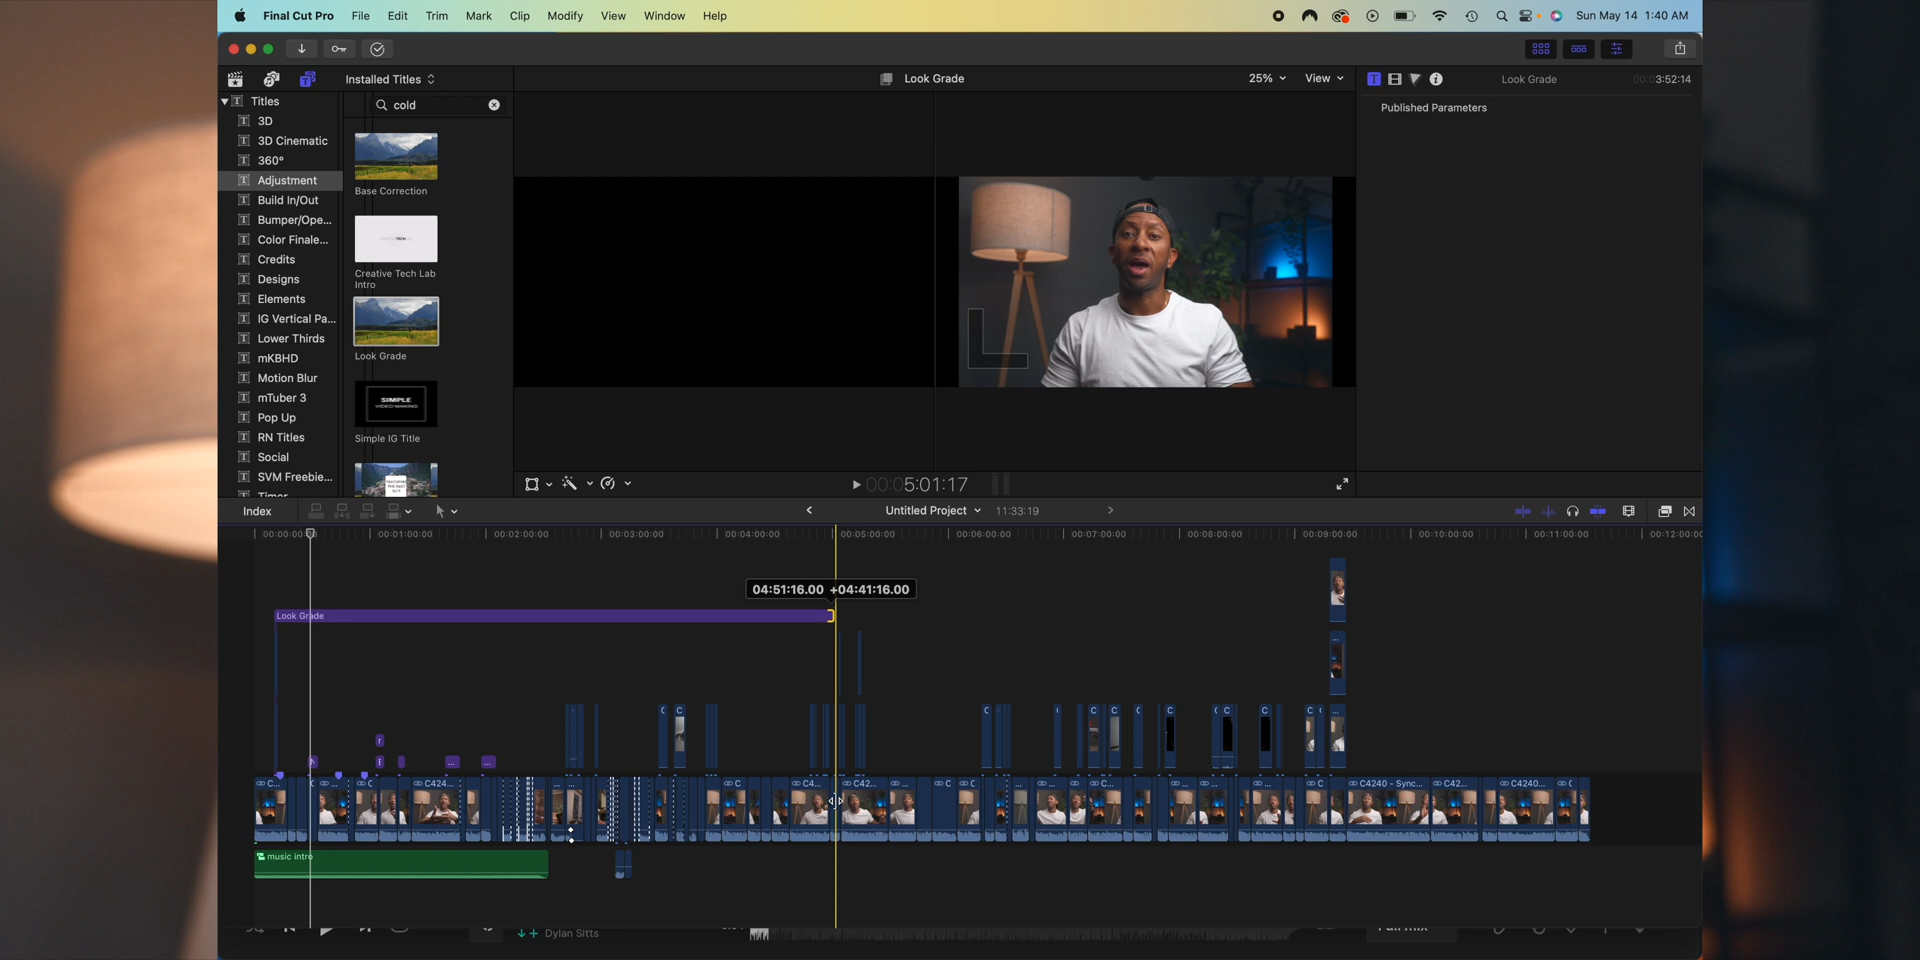 Final Cut Pro File Edit Trim Mark Clip Modify View Window Help Sun May 14 1:40 AM
Installed Titles Look Grade 25% View Look Grade 00:03:52:14
Titles cold Published Parameters
3D
3D Cinematic
360°
Adjustment
Build In/Out
Bumper/Ope...
Color Finale...
Credits
Designs
Elements
IG Vertical Pa...
Lower Thirds
mKBHD
Motion Blur
mTuber 3
Pop Up
RN Titles
Social
SVM Freebie...
Timer
Base Correction
Creative Tech Lab
Intro
Look Grade
SIMPLE
VIDEO MAKING
Simple IG Title
00:05:01:17
Index Untitled Project 11:33:19
00:00:00:00 00:01:00:00 00:02:00:00 00:03:00:00 00:04:00:00 00:05:00:00 00:06:00:00 00:07:00:00 00:08:00:00 00:09:00:00 00:10:00:00 00:11:00:00 00:12:00:00
04:51:16.00 +04:41:16.00
Look Grade
C C C C C C
C... C424... C C4... C42... C C C... C C4240 - Sync... C42... C4240...
music intro
Dylan Sitts Full mix